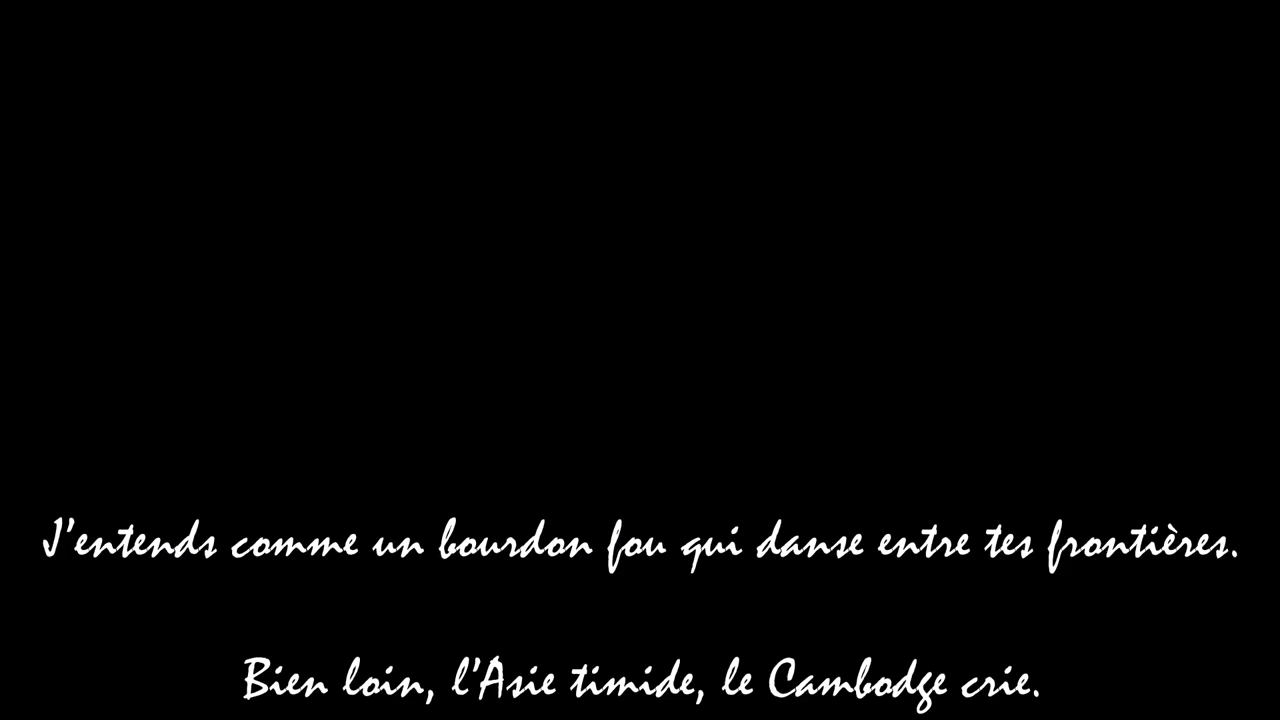 J'entends comme un bourdon fou qui danse entre tes frontières.
Bien loin, l'Asie timide, le Cambodge crie.